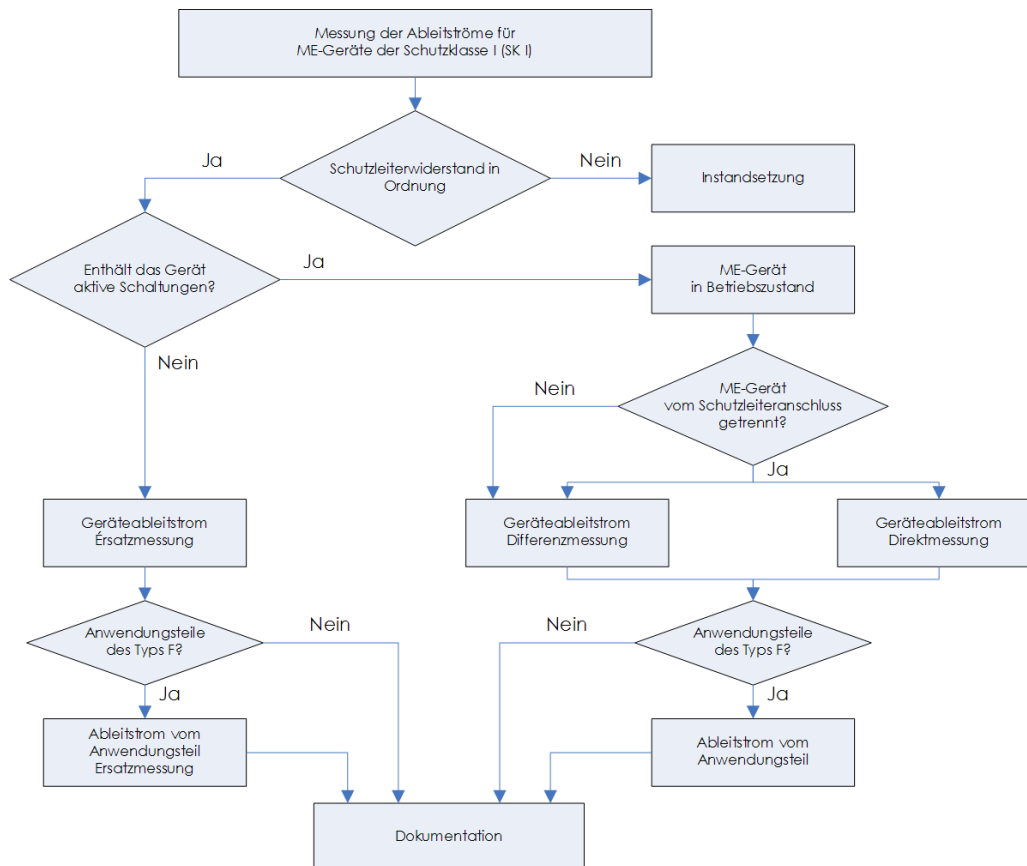 Messung der Ableitströme für
ME-Geräte der Schutzklasse I (SK I)
Ja
Schutzleiterwiderstand in
Ordnung
Nein
Instandsetzung
Enthält das Gerät
aktive Schaltungen?
Ja
ME-Gerät
in Betriebszustand
Nein
Nein
ME-Gerät
vom Schutzleiteranschluss
getrennt?
Ja
Geräteableitstrom
Érsatzmessung
Geräteableitstrom
Differenzmessung
Geräteableitstrom
Direktmessung
Anwendungsteile
des Typs F?
Nein
Nein
Anwendungsteile
des Typs F?
Ja
Ja
Ableitstrom vom
Anwendungsteil
Ersatzmessung
Ableitstrom vom
Anwendungsteil
Dokumentation